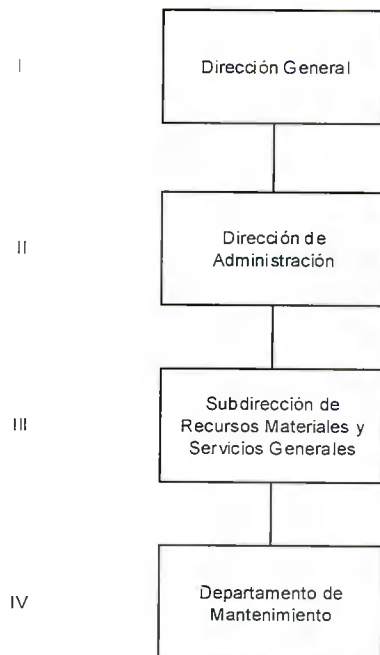 I
Dirección General
II
Dirección de
Administración
III
Subdirección de
Recursos Materiales y
Servicios Generales
IV
Departamento de
Mantenimiento